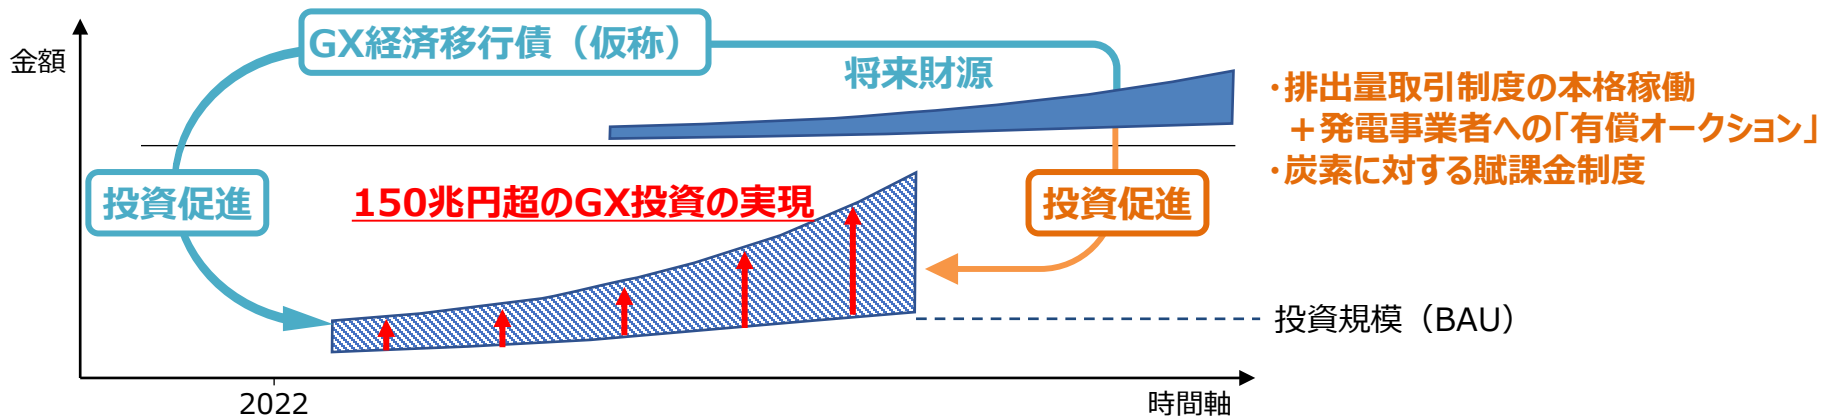 金額
GX経済移行債（仮称）
将来財源
・排出量取引制度の本格稼働
＋発電事業者への「有償オークション」
・炭素に対する賦課金制度
投資促進
150兆円超のGX投資の実現
投資促進
投資規模（BAU）
2022
時間軸